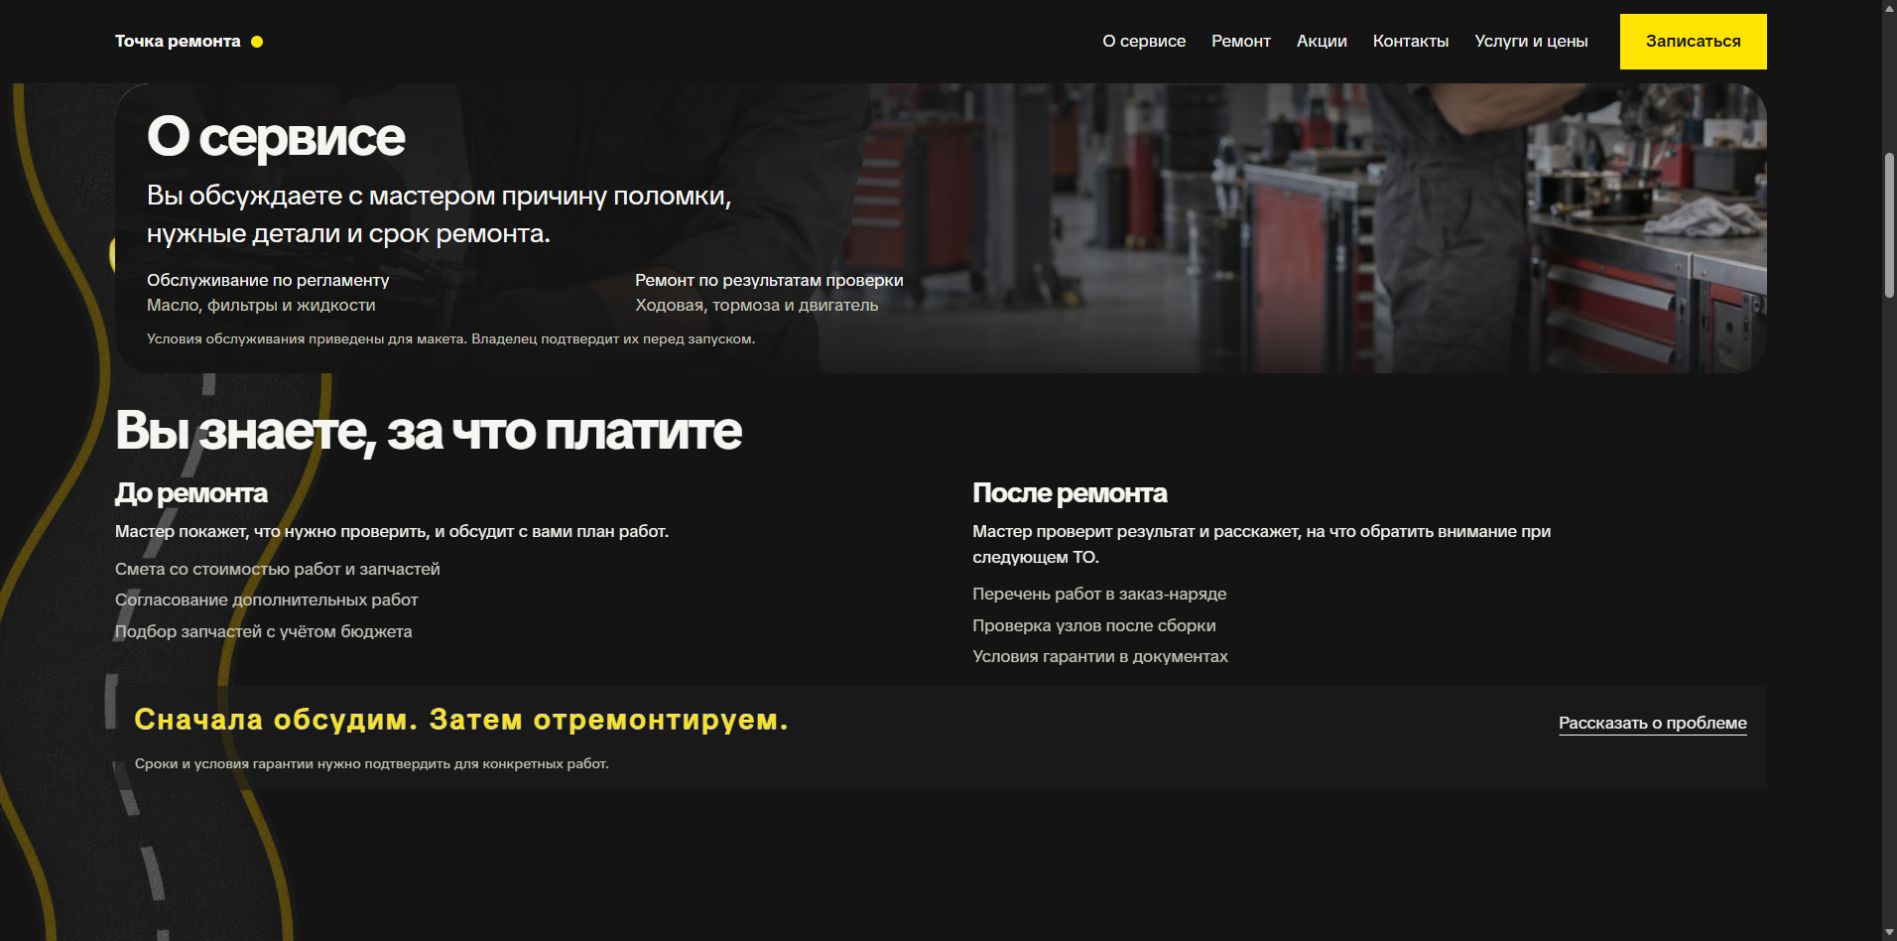 Точка ремонта
О сервисе
Ремонт
Акции
Контакты
Услуги и цены
Записаться
О сервисе
Вы обсуждаете с мастером причину поломки,
нужные детали и срок ремонта.
Обслуживание по регламенту
Масло, фильтры и жидкости
Ремонт по результатам проверки
Ходовая, тормоза и двигатель
Условия обслуживания приведены для макета. Владелец подтвердит их перед запуском.
Вы знаете, за что платите
До ремонта
Мастер покажет, что нужно проверить, и обсудит с вами план работ.
Смета со стоимостью работ и запчастей
Согласование дополнительных работ
Подбор запчастей с учётом бюджета
После ремонта
Мастер проверит результат и расскажет, на что обратить внимание при
следующем ТО.
Перечень работ в заказ-наряде
Проверка узлов после сборки
Условия гарантии в документах
Сначала обсудим. Затем отремонтируем.
Рассказать о проблеме
Сроки и условия гарантии нужно подтвердить для конкретных работ.